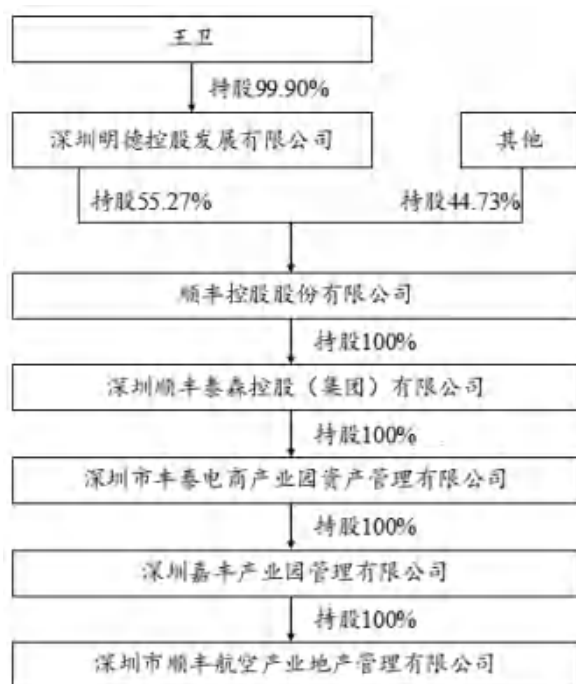 王卫
持股99.90%
深圳明德控股发展有限公司
其他
持股55.27%
持股44.73%
顺丰控股股份有限公司
持股100%
深圳顺丰泰森控股（集团）有限公司
持股100%
深圳市丰泰电商产业园资产管理有限公司
持股100%
深圳嘉丰产业园管理有限公司
持股100%
深圳市顺丰航空产业地产管理有限公司